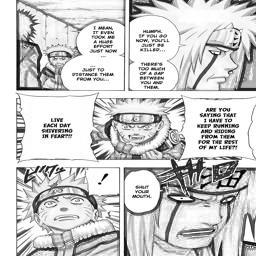 HUMPH.
IF YOU GO
NOW, YOU'LL
JUST BE
KILLED...
THERE'S
TOO MUCH
OF A GAP
BETWEEN
YOU AND
THEM.
I MEAN,
IT EVEN
TOOK ME
A HUGE
EFFORT
JUST NOW
...
JUST TO
DISTANCE THEM
FROM YOU.
ARE YOU
SAYING THAT
I HAVE TO
KEEP RUNNING
AND HIDING
FROM THEM
FOR THE REST
OF MY LIFE?!
LIVE
EACH DAY
SHIVERING
IN FEAR!!!
SHUT
YOUR
MOUTH.
!